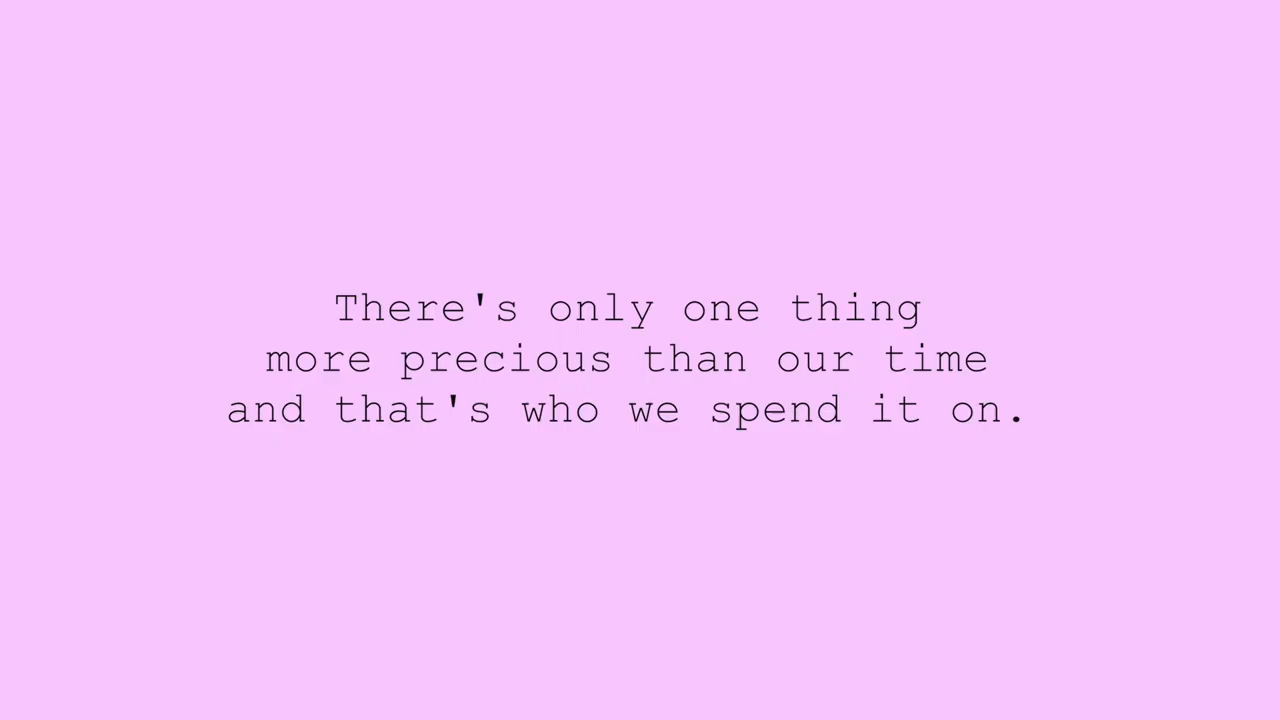 There's only one thing
more precious than our time
and that's who we spend it on.